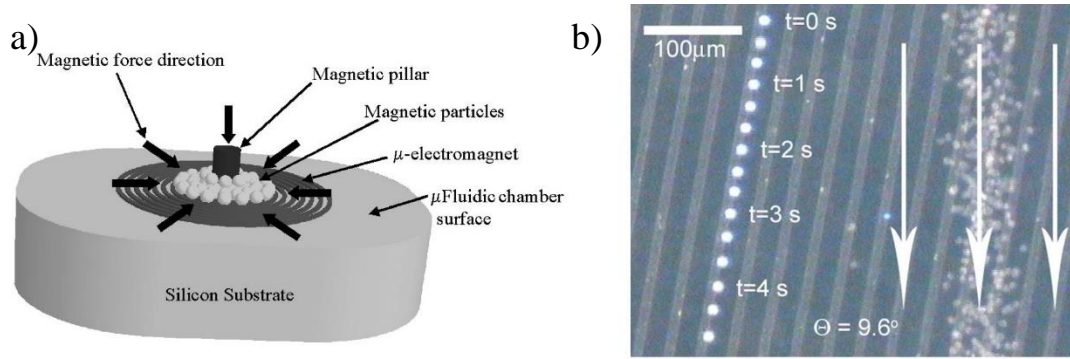 a)
Magnetic force direction
Magnetic pillar
Magnetic particles
μ-electromagnet
μFluidic chamber
surface
Silicon Substrate
b)
100μm
t=0 s
t=1 s
t=2 s
t=3 s
t=4 s
Θ = 9.6°